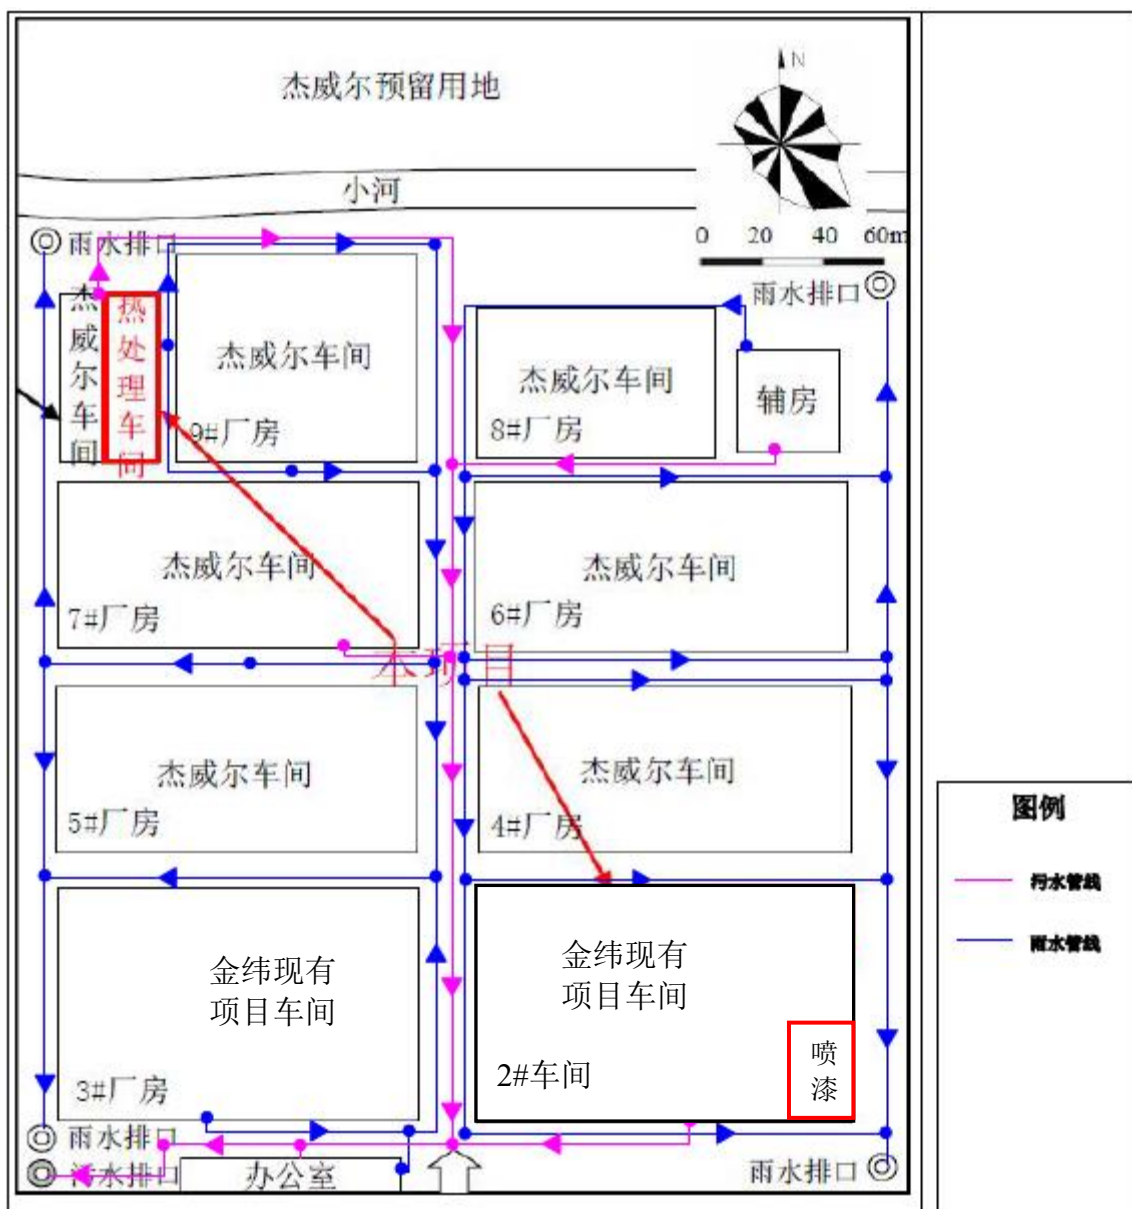 杰威尔预留用地
N
小河
0 20 40 60m
雨水排口
雨水排口
杰威尔车间
热处理车间
杰威尔车间
9#厂房
杰威尔车间
8#厂房
辅房
杰威尔车间
7#厂房
杰威尔车间
6#厂房
本项目
杰威尔车间
5#厂房
杰威尔车间
4#厂房
图例
污水管线
雨水管线
金纬现有
项目车间
3#厂房
金纬现有
项目车间
2#车间
喷漆
雨水排口
污水排口
办公室
雨水排口